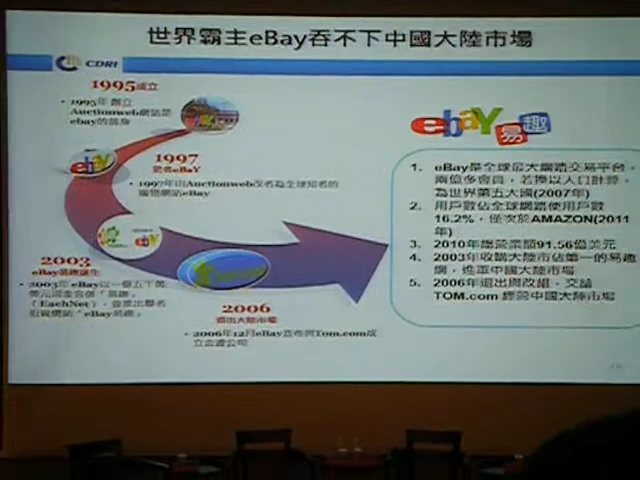 世界霸主eBay吞不下中國大陸市場
CDRI
1995成立
1995年 創立
Auctionweb網站是
ebay的前身
ebay
1997
更名eBaY
1997年由Auctionweb改名為全球知名的
購物網站eBay
ebay
2003
eBay易趣誕生
2003年eBay以一億五千萬
美元現金合併「易趣」
(EachNet),並推出聯名
拍賣網站「eBay易趣」
2006
退出大陸市場
2006年12月eBay宣布與Tom.com成
立合資公司
ebaY易趣
1. eBay是全球最大網路交易平台,
兩億多會員,若換以人口計算,
為世界第五大國(2007年)
2. 用戶數佔全球網路使用戶數
16.2%,僅次於AMAZON(2011
年)
3. 2010年總營業額91.56億美元
4. 2003年收購大陸市佔第一的易趣
網,進軍中國大陸市場
5. 2006年退出與改組,交給
TOM.com 經營中國大陸市場